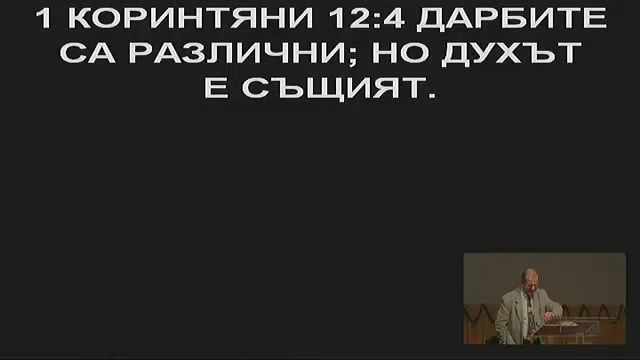 1 КОРИНТЯНИ 12:4 ДАРБИТЕ
СА РАЗЛИЧНИ; НО ДУХЪТ
Е СЪЩИЯТ.